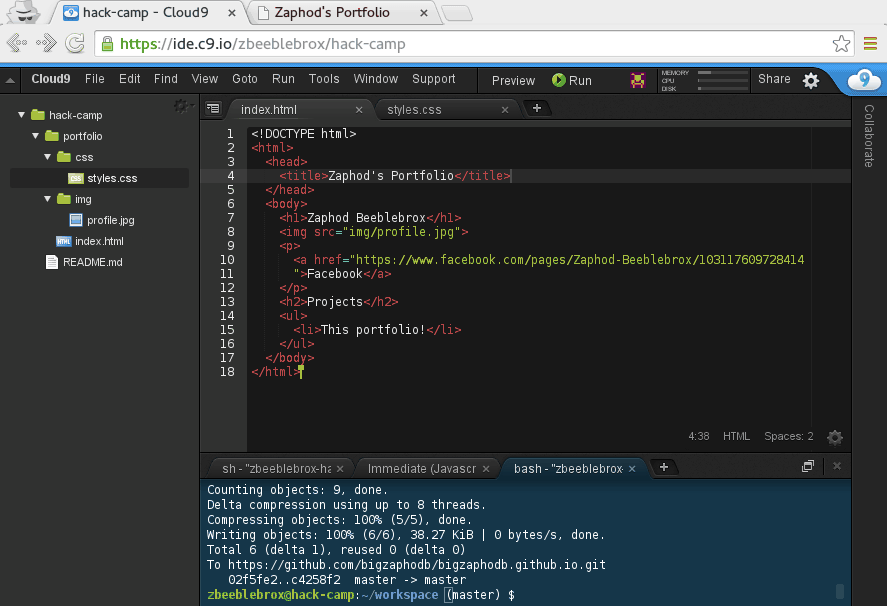 hack-camp - Cloud9
Zaphod's Portfolio
https://ide.c9.io/zbeeblebrox/hack-camp
Cloud9 File Edit Find View Goto Run Tools Window Support Preview Run MEMORY CPU DISK Share
hack-camp
portfolio
css
styles.css
img
profile.jpg
index.html
README.md
index.html
styles.css
Collaborate
1 <!DOCTYPE html>
2 <html>
3 <head>
4 <title>Zaphod's Portfolio</title>
5 </head>
6 <body>
7 <h1>Zaphod Beeblebrox</h1>
8 <img src="img/profile.jpg">
9 <p>
10 <a href="https://www.facebook.com/pages/Zaphod-Beeblebrox/103117609728414
11 ">Facebook</a>
12 </p>
13 <h2>Projects</h2>
14 <ul>
15 <li>This portfolio!</li>
16 </ul>
17 </body>
18 </html>
4:38 HTML Spaces: 2
sh - "zbeeblebrox-ha
Immediate (Javascr
bash - "zbeeblebrox-
Counting objects: 9, done.
Delta compression using up to 8 threads.
Compressing objects: 100% (5/5), done.
Writing objects: 100% (6/6), 38.27 KiB | 0 bytes/s, done.
Total 6 (delta 1), reused 0 (delta 0)
To https://github.com/bigzaphodb/bigzaphodb.github.io.git
02f5fe2..c4258f2 master -> master
zbeeblebrox@hack-camp:~/workspace (master) $